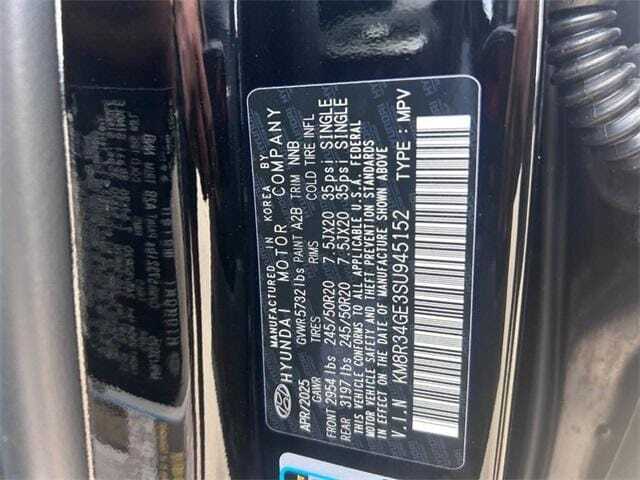 MANUFACTURED IN KOREA BY
HYUNDAI MOTOR COMPANY
APR/2025 GVWR 5732 lbs PAINT A2B TRIM NNB
GAWR TIRES RIMS COLD TIRE INFL
FRONT 2954 lbs 245/50R20 7.5JX20 35psi SINGLE
REAR 3197 lbs 245/50R20 7.5JX20 35psi SINGLE
THIS VEHICLE CONFORMS TO ALL APPLICABLE U.S.A. FEDERAL
MOTOR VEHICLE SAFETY AND THEFT PREVENTION STANDARDS
IN EFFECT ON THE DATE OF MANUFACTURE SHOWN ABOVE
V.I.N KM8R34GE3SU945152 TYPE : MPV